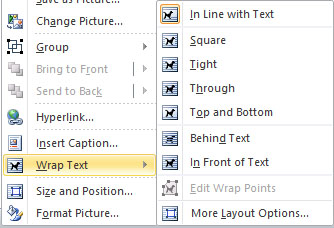 Save as Picture...
Change Picture...
Group
Bring to Front
Send to Back
Hyperlink...
Insert Caption...
Wrap Text
Size and Position...
Format Picture...
In Line with Text
Square
Tight
Through
Top and Bottom
Behind Text
In Front of Text
Edit Wrap Points
More Layout Options...